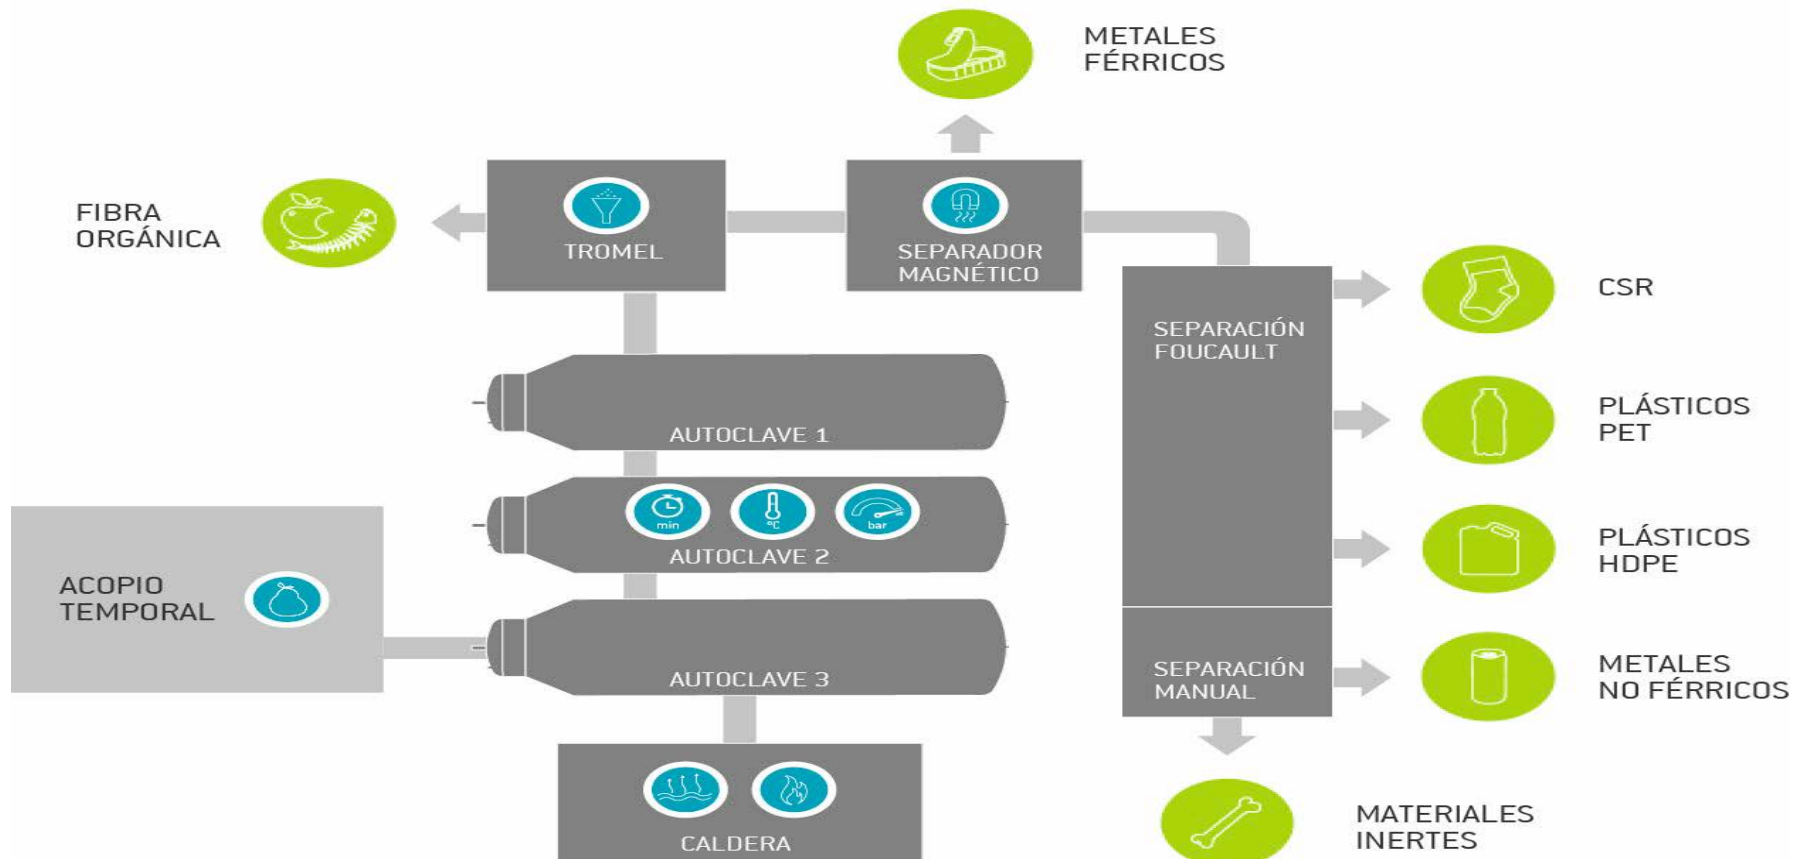 METALES
FÉRRICOS
FIBRA
ORGÁNICA
TROMEL
SEPARADOR
MAGNÉTICO
CSR
SEPARACIÓN
FOUCAULT
PLÁSTICOS
PET
AUTOCLAVE 1
min
°C
bar
AUTOCLAVE 2
PLÁSTICOS
HDPE
ACOPIO
TEMPORAL
AUTOCLAVE 3
SEPARACIÓN
MANUAL
METALES
NO FÉRRICOS
CALDERA
MATERIALES
INERTES